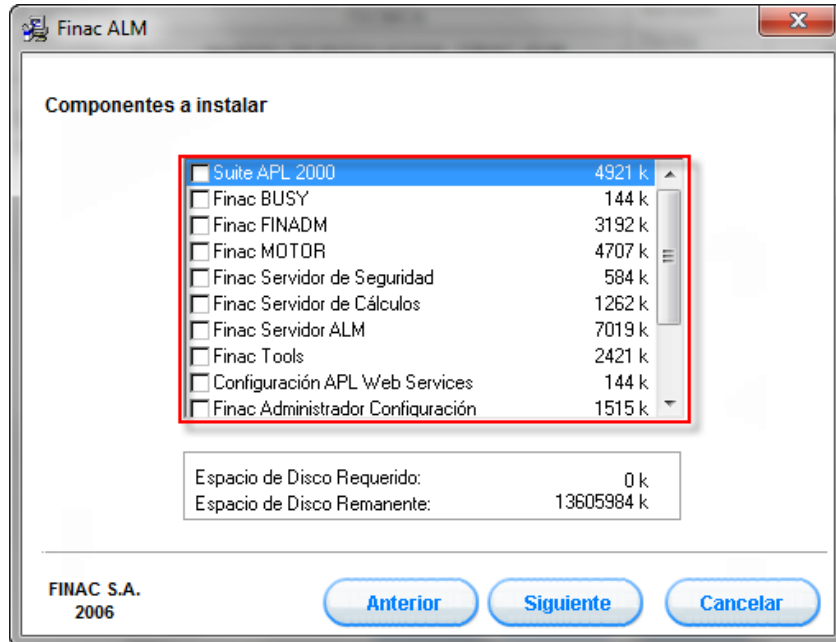 Finac ALM
Componentes a instalar
Suite APL 2000 4921 k
Finac BUSY 144 k
Finac FINADM 3192 k
Finac MOTOR 4707 k
Finac Servidor de Seguridad 584 k
Finac Servidor de Cálculos 1262 k
Finac Servidor ALM 7019 k
Finac Tools 2421 k
Configuración APL Web Services 144 k
Finac Administrador Configuración 1515 k
Espacio de Disco Requerido: 0 k
Espacio de Disco Remanente: 13605984 k
FINAC S.A.
2006
Anterior Siguiente Cancelar